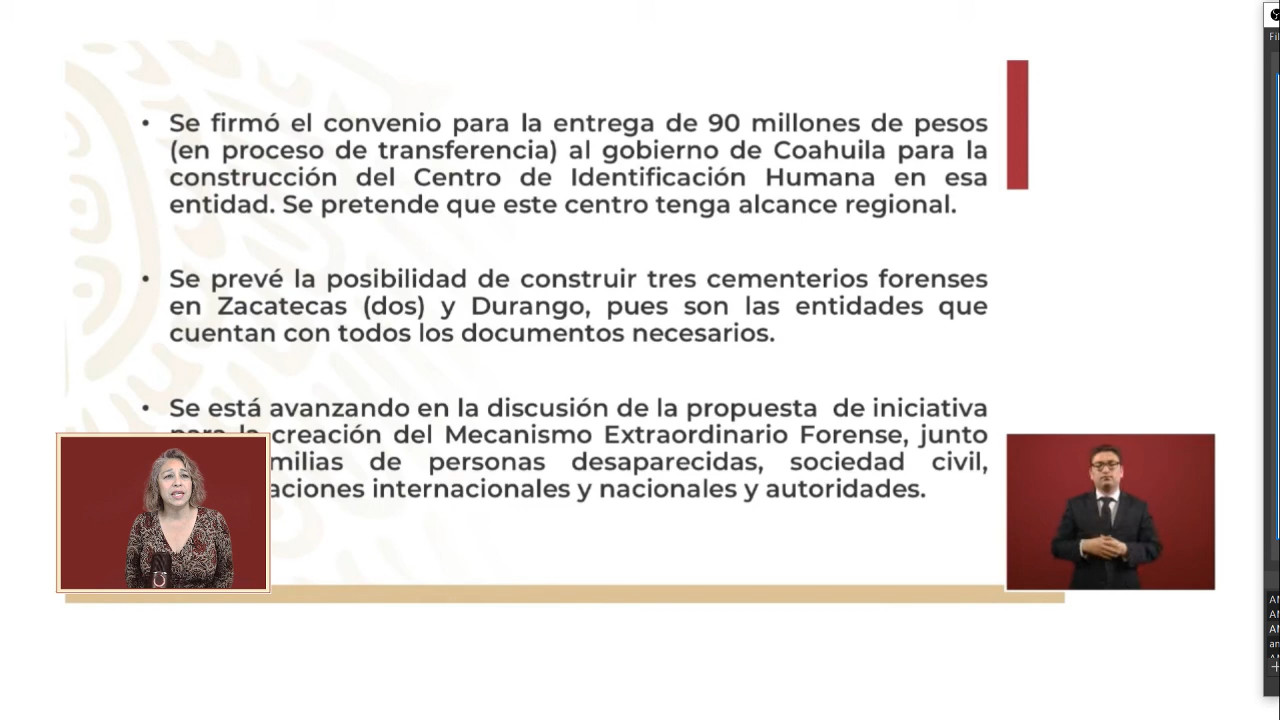 • Se firmó el convenio para la entrega de 90 millones de pesos
(en proceso de transferencia) al gobierno de Coahuila para la
construcción del Centro de Identificación Humana en esa
entidad. Se pretende que este centro tenga alcance regional.
• Se prevé la posibilidad de construir tres cementerios forenses
en Zacatecas (dos) y Durango, pues son las entidades que
cuentan con todos los documentos necesarios.
• Se está avanzando en la discusión de la propuesta de iniciativa
creación del Mecanismo Extraordinario Forense, junto
milias de personas desaparecidas, sociedad civil,
aciones internacionales y nacionales y autoridades.